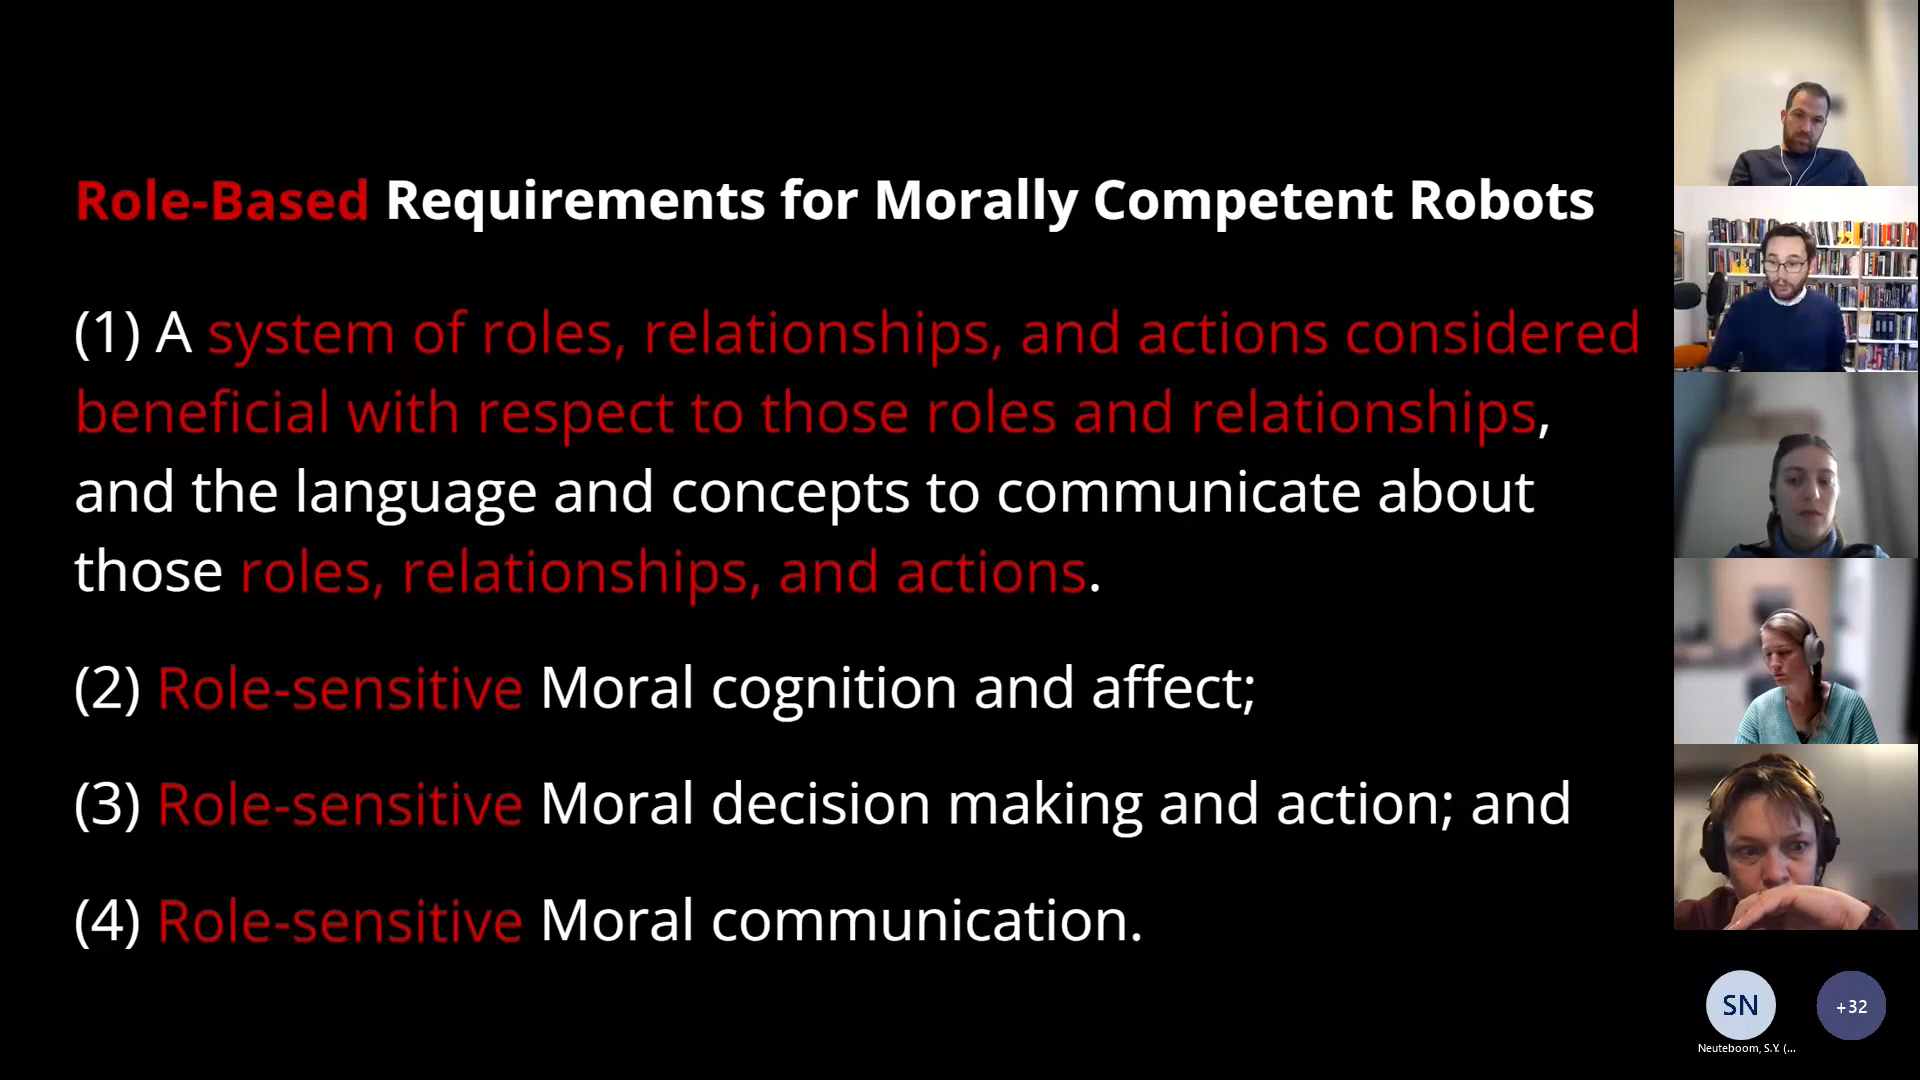 Role-Based Requirements for Morally Competent Robots
(1) A system of roles, relationships, and actions considered
beneficial with respect to those roles and relationships,
and the language and concepts to communicate about
those roles, relationships, and actions.
(2) Role-sensitive Moral cognition and affect;
(3) Role-sensitive Moral decision making and action; and
(4) Role-sensitive Moral communication.
SN
+32
Neuteboom, S.Y. (...